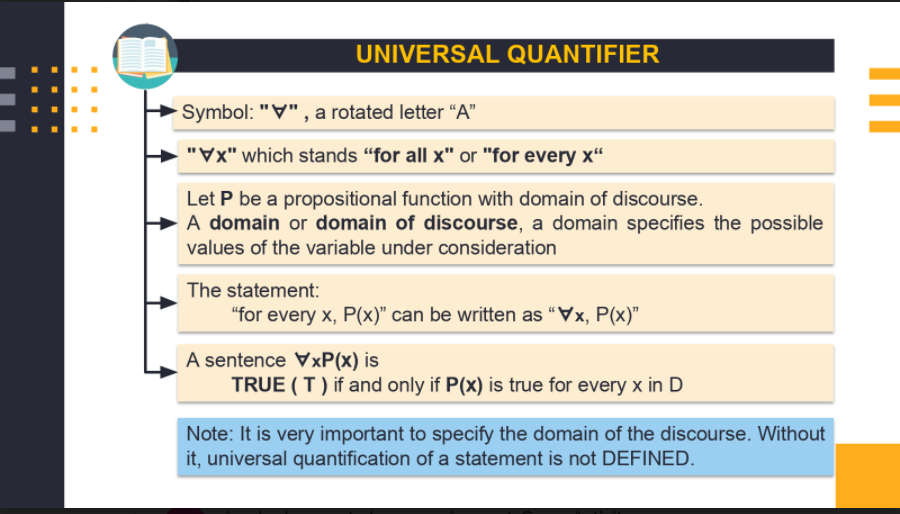 UNIVERSAL QUANTIFIER
Symbol: "∀" , a rotated letter “A”
"∀x" which stands “for all x" or "for every x“
Let P be a propositional function with domain of discourse.
A domain or domain of discourse, a domain specifies the possible
values of the variable under consideration
The statement:
“for every x, P(x)” can be written as “∀x, P(x)”
A sentence ∀xP(x) is
TRUE ( T ) if and only if P(x) is true for every x in D
Note: It is very important to specify the domain of the discourse. Without
it, universal quantification of a statement is not DEFINED.